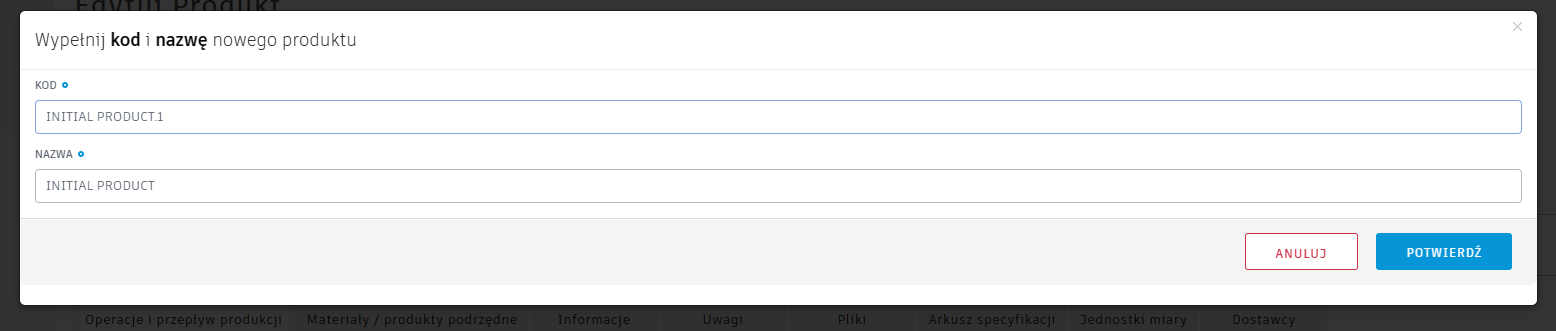 Edytuj Produkt
×
Wypełnij kod i nazwę nowego produktu
KOD
INITIAL PRODUCT.1
NAZWA
INITIAL PRODUCT
ANULUJ POTWIERDŹ
Operacje i przepływ produkcji Materiały / produkty podrzędne Informacje Uwagi Pliki Arkusz specyfikacji Jednostki miary Dostawcy